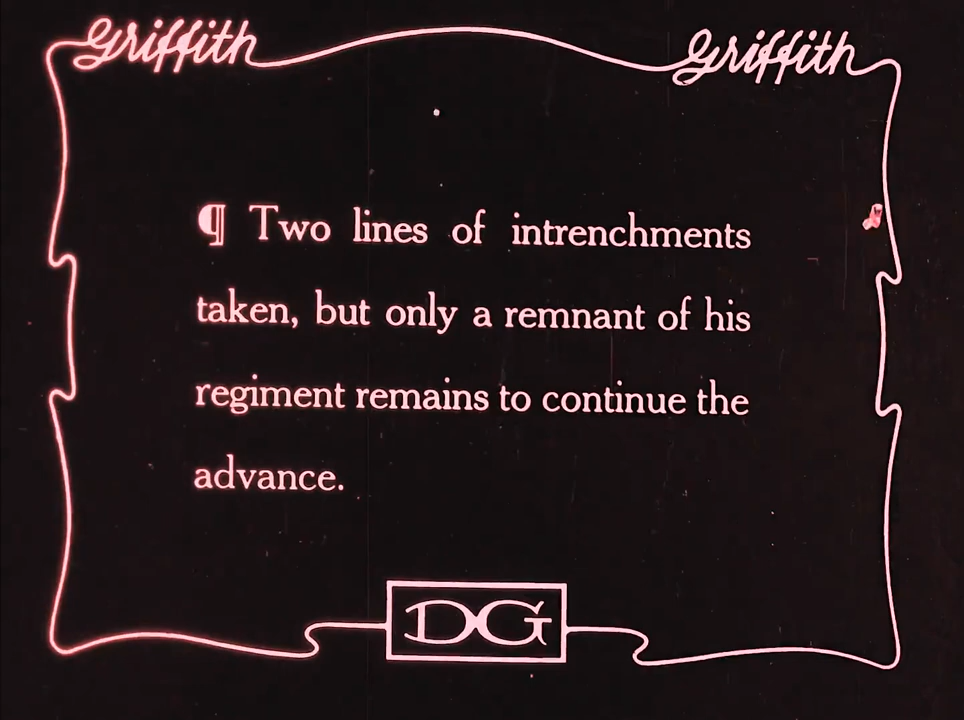 Griffith Griffith
¶ Two lines of intrenchments
taken, but only a remnant of his
regiment remains to continue the
advance.
DG